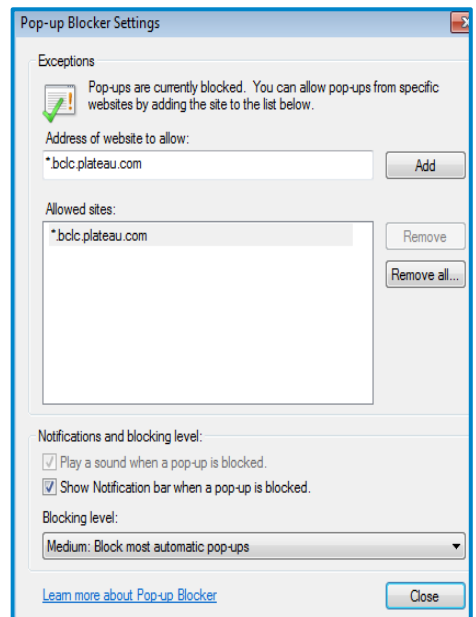 Pop-up Blocker Settings
Exceptions
Pop-ups are currently blocked. You can allow pop-ups from specific
websites by adding the site to the list below.
Address of website to allow:
*.bclc.plateau.com
Add
Allowed sites:
*.bclc.plateau.com
Remove
Remove all...
Notifications and blocking level:
Play a sound when a pop-up is blocked.
Show Notification bar when a pop-up is blocked.
Blocking level:
Medium: Block most automatic pop-ups
Learn more about Pop-up Blocker
Close